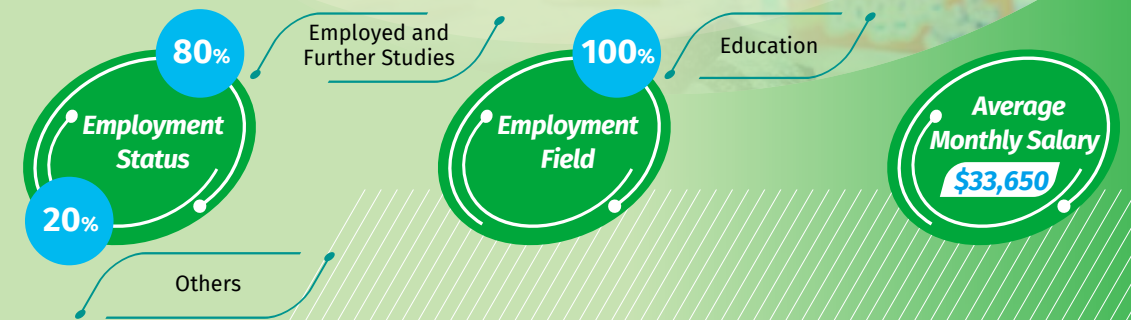 80%
Employed and
Further Studies
Employment
Status
20%
Others
100%
Education
Employment
Field
Average
Monthly Salary
$33,650